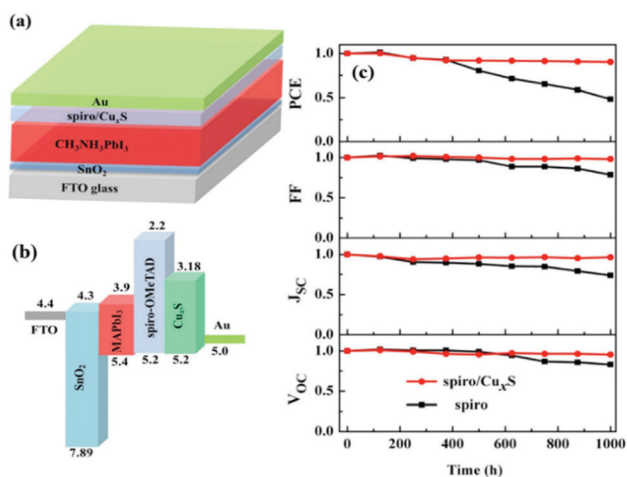 (a)
Au
spiro/CuₓS
CH₃NH₃PbI₃
SnO₂
FTO glass
(b)
2.2
3.18
3.9
4.3
4.4
FTO
SnO₂
MAPbI₃
spiro-OMeTAD
CuₓS
Au
5.0
5.4
5.2
5.2
7.89
(c)
PCE
1.0
0.5
0.0
FF
1.0
0.5
0.0
J_SC
1.0
0.5
0.0
V_OC
1.0
0.5
0.0
spiro/CuₓS
spiro
0 200 400 600 800 1000
Time (h)